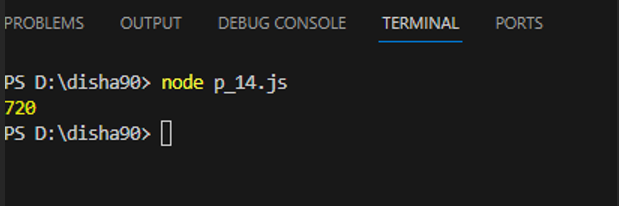 PROBLEMS OUTPUT DEBUG CONSOLE TERMINAL PORTS
PS D:\disha90> node p_14.js
720
PS D:\disha90>